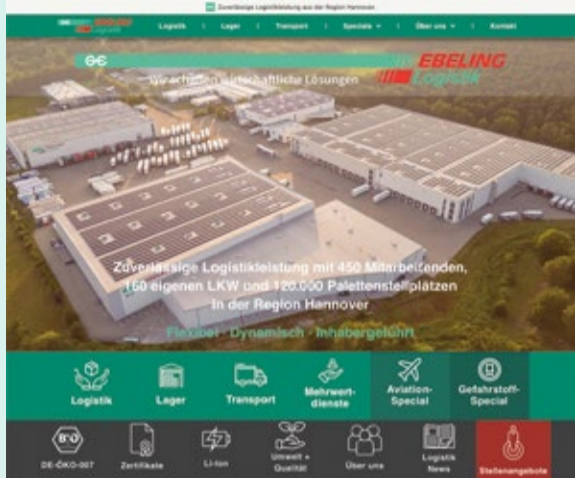 Zuverlässige Logistikleistung aus der Region Hannover
Logistik | Lager | Transport | Specials | Über uns | Kontakt
EBELING
Logistik
Wir schaffen wirtschaftliche Lösungen
Zuverlässige Logistikleistung mit 450 Mitarbeitenden,
160 eigenen LKW und 120.000 Palettenstellplätzen
in der Region Hannover
Flexibel · Dynamisch · Inhabergeführt
Logistik
Lager
Transport
Mehrwert-
dienste
Aviation-
Special
Gefahrstoff-
Special
DE-ÖKO-007
Zertifikate
Li-Ion
Umwelt +
Qualität
Über uns
Logistik
News
Stellenangebote